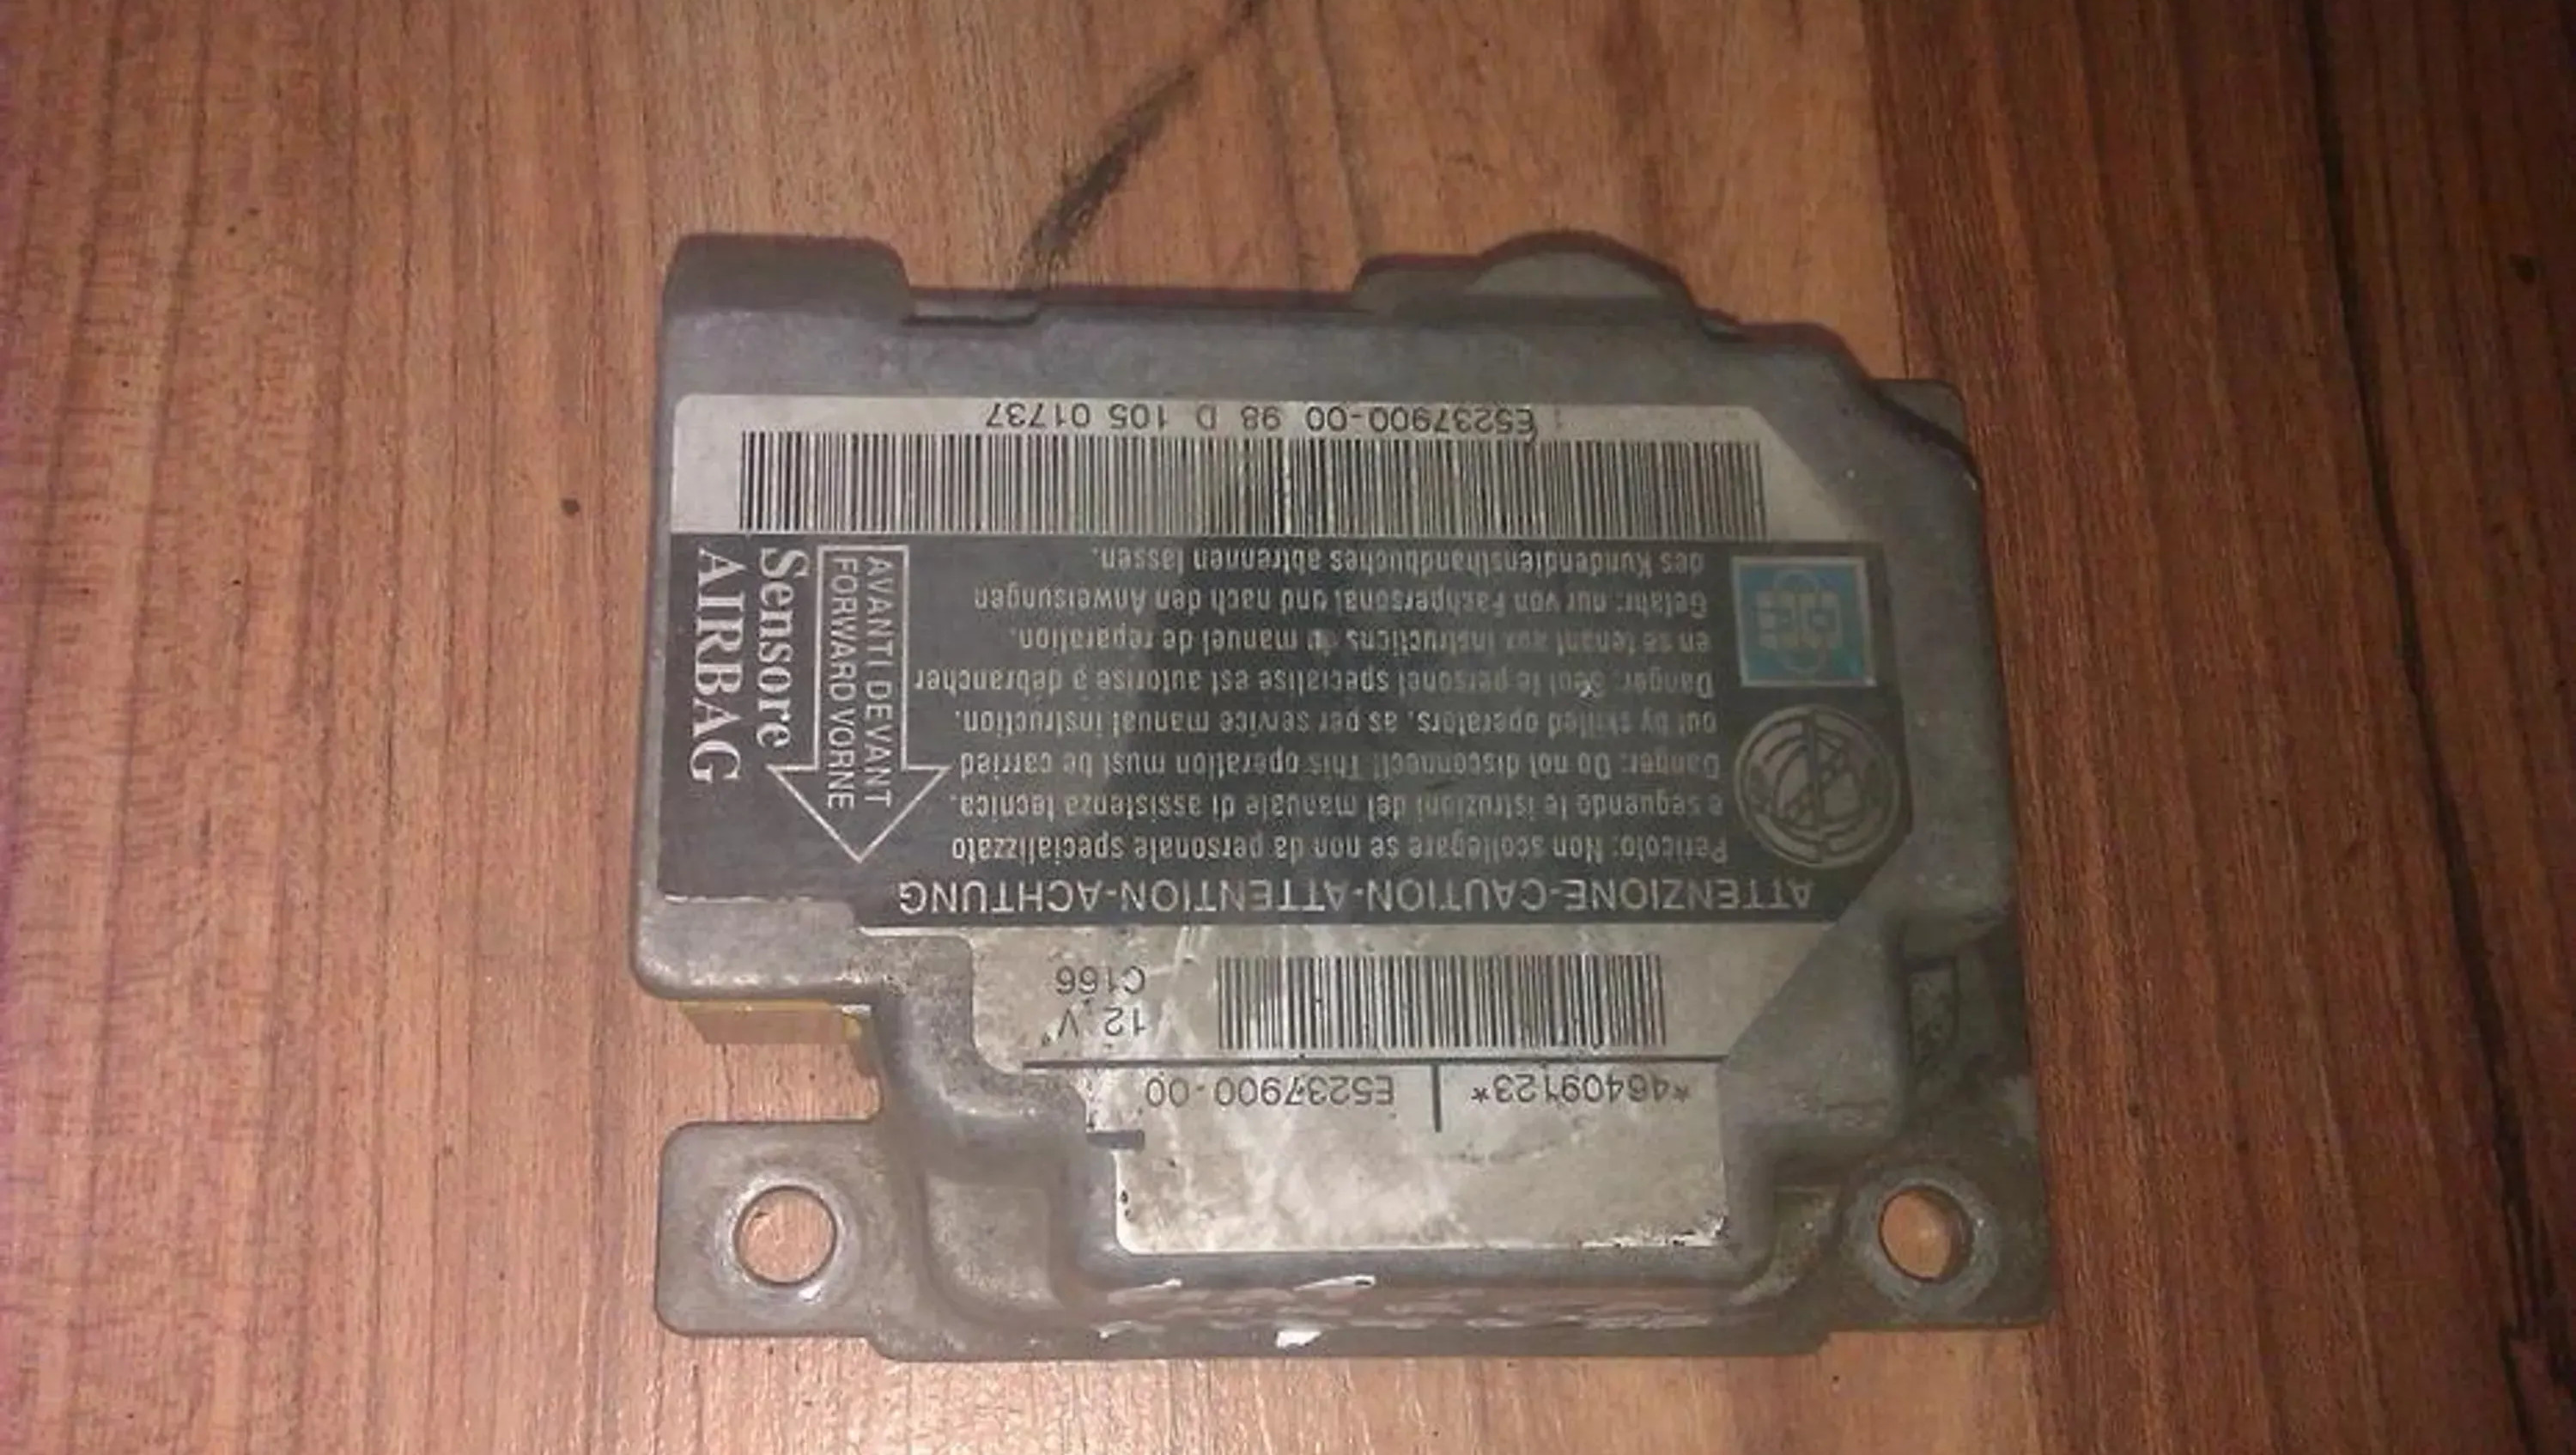 *46409123* E5237900-00
12 V
C166
ATTENZIONE-CAUTION-ATTENTION-ACHTUNG
Pericolo: Non scollegare se non da personale specializzato
e seguendo le istruzioni del manuale di assistenza tecnica.
Danger: Do not disconnect! This operation must be carried
out by skilled operators, as per service manual instruction.
Danger: Seul le personel specialise est autorise a debrancher
en se tenant aux instructions du manuel de reparation.
Gefahr: nur von Fachpersonal und nach den Anweisungen
des Kundendiensthandbuches abtrennen lassen.
AVANTI DEVANT
FORWARD VORNE
Sensore
AIRBAG
E5237900-00 98 D 105 01737